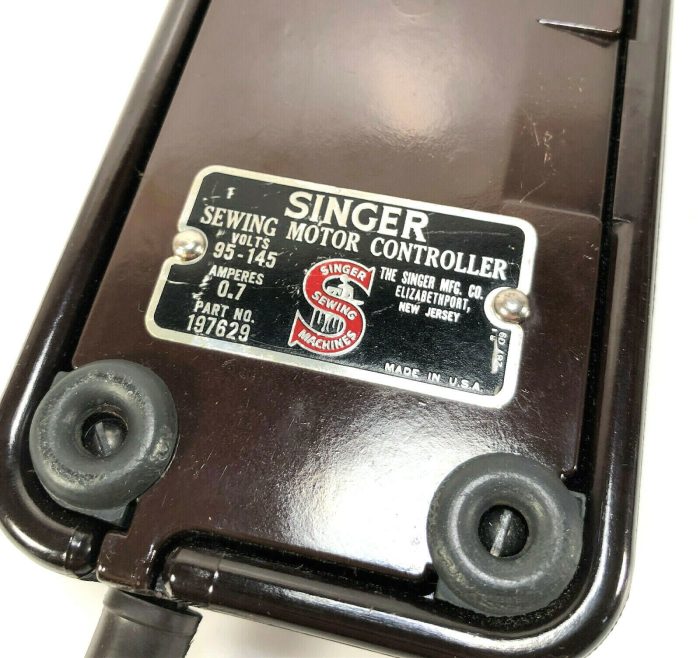 SINGER
SEWING MOTOR CONTROLLER
VOLTS
95-145
AMPERES
0.7
PART NO.
197629
SINGER
SEWING
MACHINES
THE SINGER MFG. CO.
ELIZABETHPORT,
NEW JERSEY
MADE IN U.S.A.